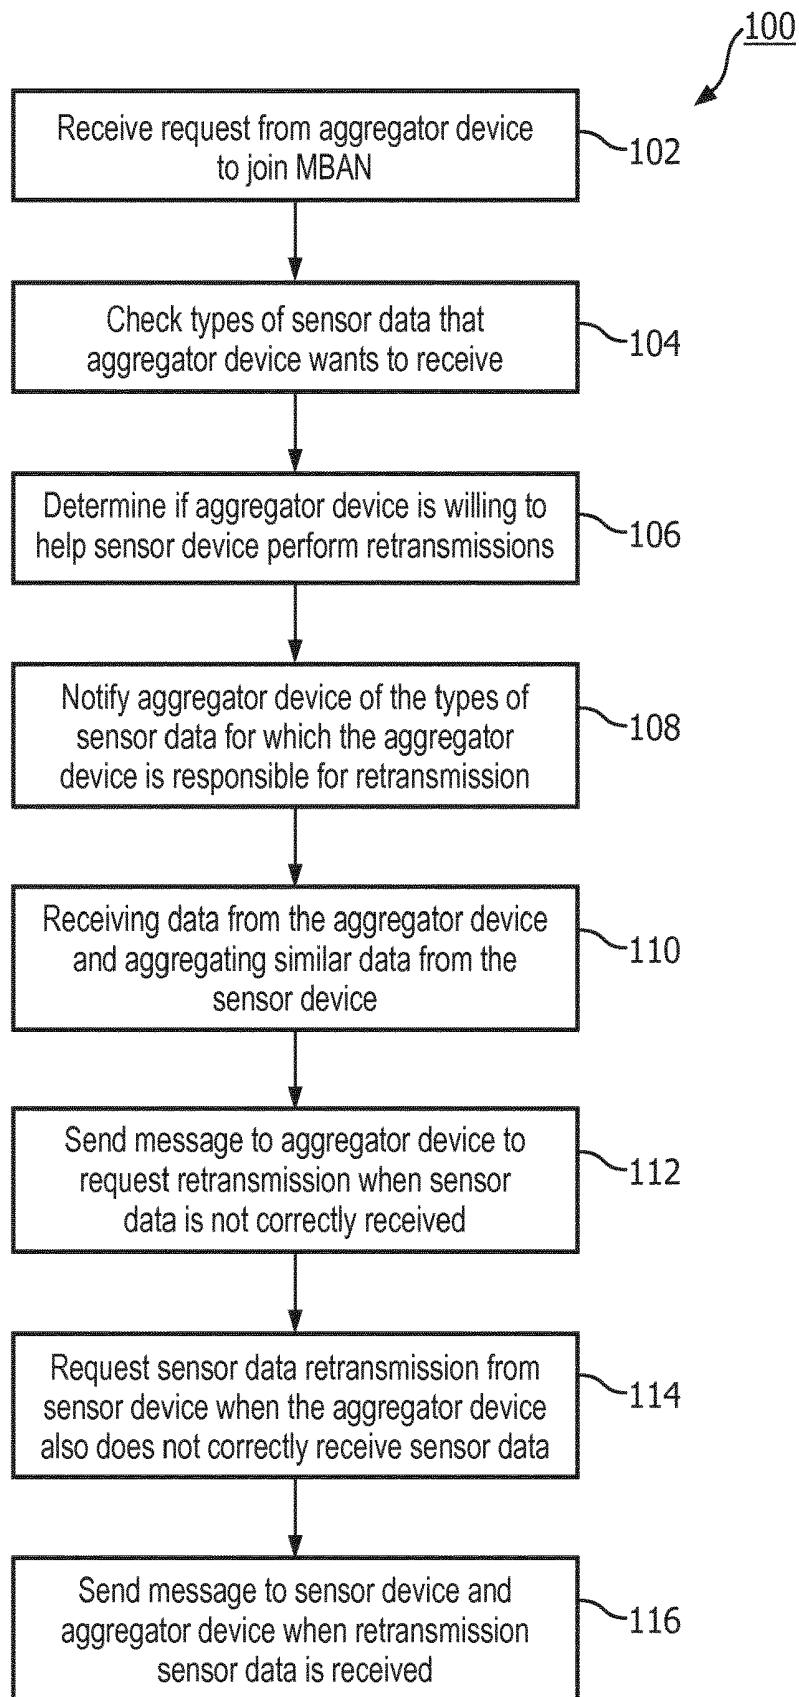 100
Receive request from aggregator device
to join MBAN
102
Check types of sensor data that
aggregator device wants to receive
104
Determine if aggregator device is willing to
help sensor device perform retransmissions
106
Notify aggregator device of the types of
sensor data for which the aggregator
device is responsible for retransmission
108
Receiving data from the aggregator device
and aggregating similar data from the
sensor device
110
Send message to aggregator device to
request retransmission when sensor
data is not correctly received
112
Request sensor data retransmission from
sensor device when the aggregator device
also does not correctly receive sensor data
114
Send message to sensor device and
aggregator device when retransmission
sensor data is received
116